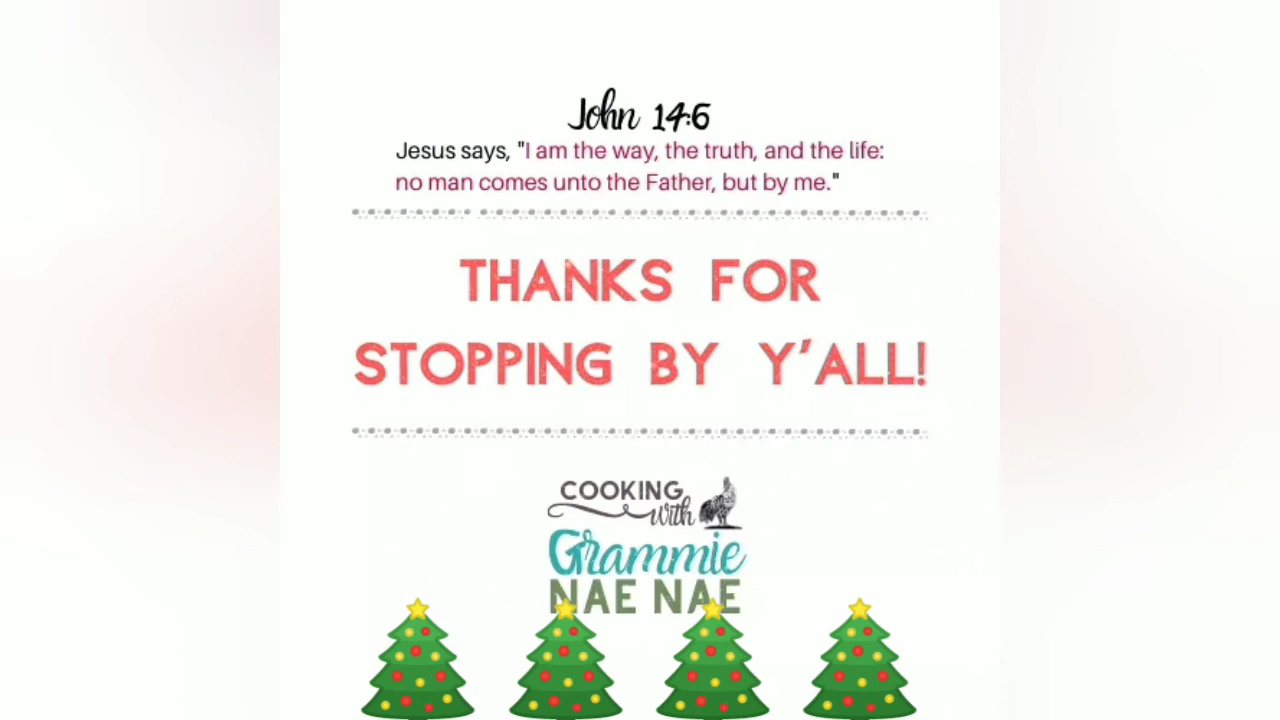 John 14:6
Jesus says, "I am the way, the truth, and the life:
no man comes unto the Father, but by me."
THANKS FOR
STOPPING BY Y'ALL!
COOKING
with
Grammie
NAE NAE